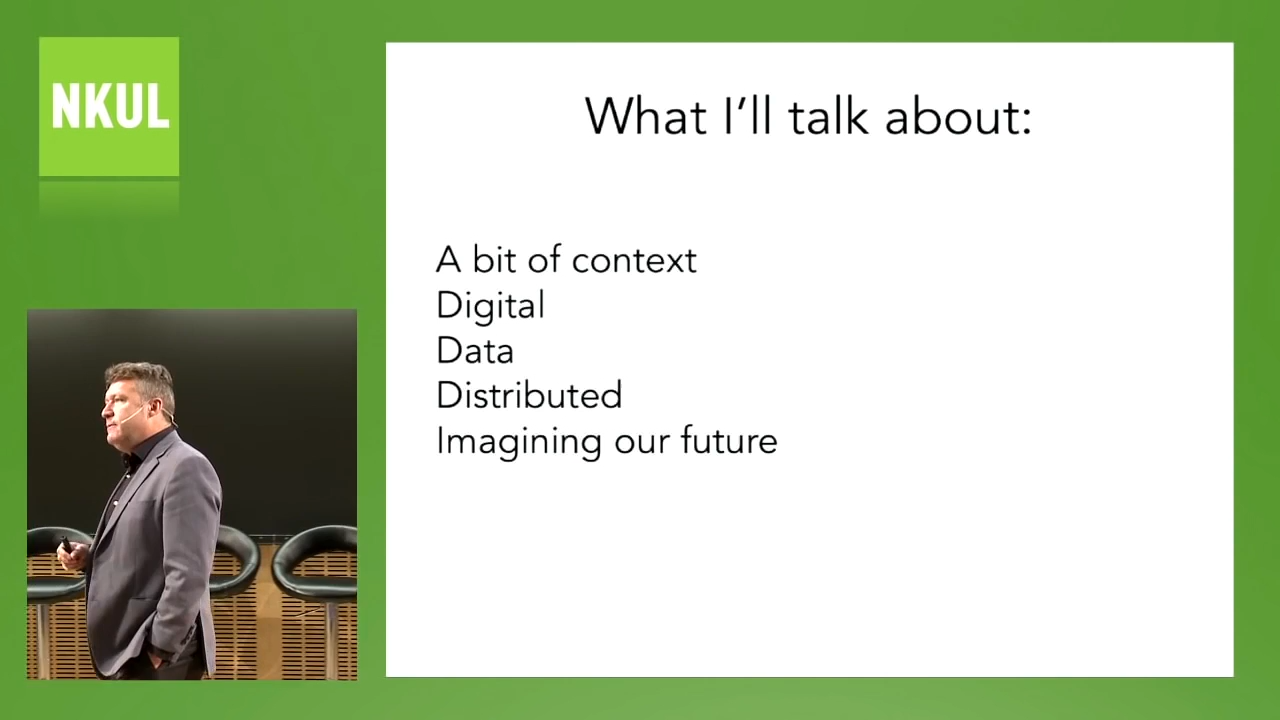 NKUL
What I'll talk about:
A bit of context
Digital
Data
Distributed
Imagining our future